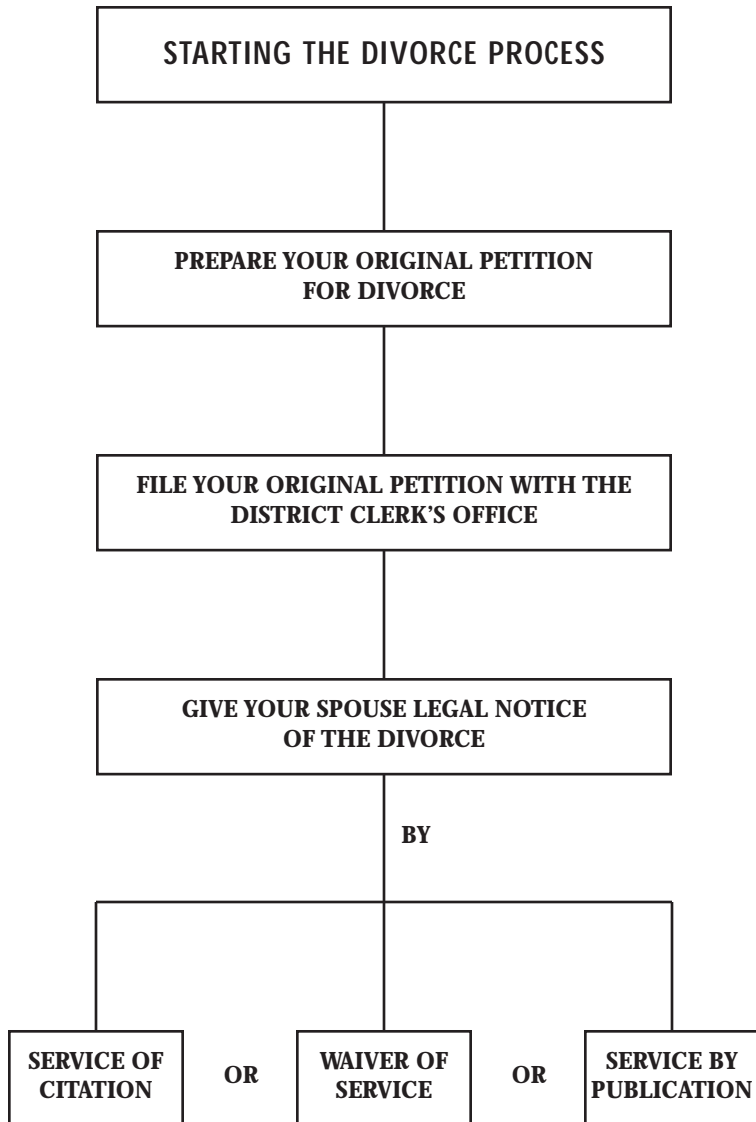 STARTING THE DIVORCE PROCESS
PREPARE YOUR ORIGINAL PETITION
FOR DIVORCE
FILE YOUR ORIGINAL PETITION WITH THE
DISTRICT CLERK'S OFFICE
GIVE YOUR SPOUSE LEGAL NOTICE
OF THE DIVORCE
BY
SERVICE OF
CITATION
OR
WAIVER OF
SERVICE
OR
SERVICE BY
PUBLICATION